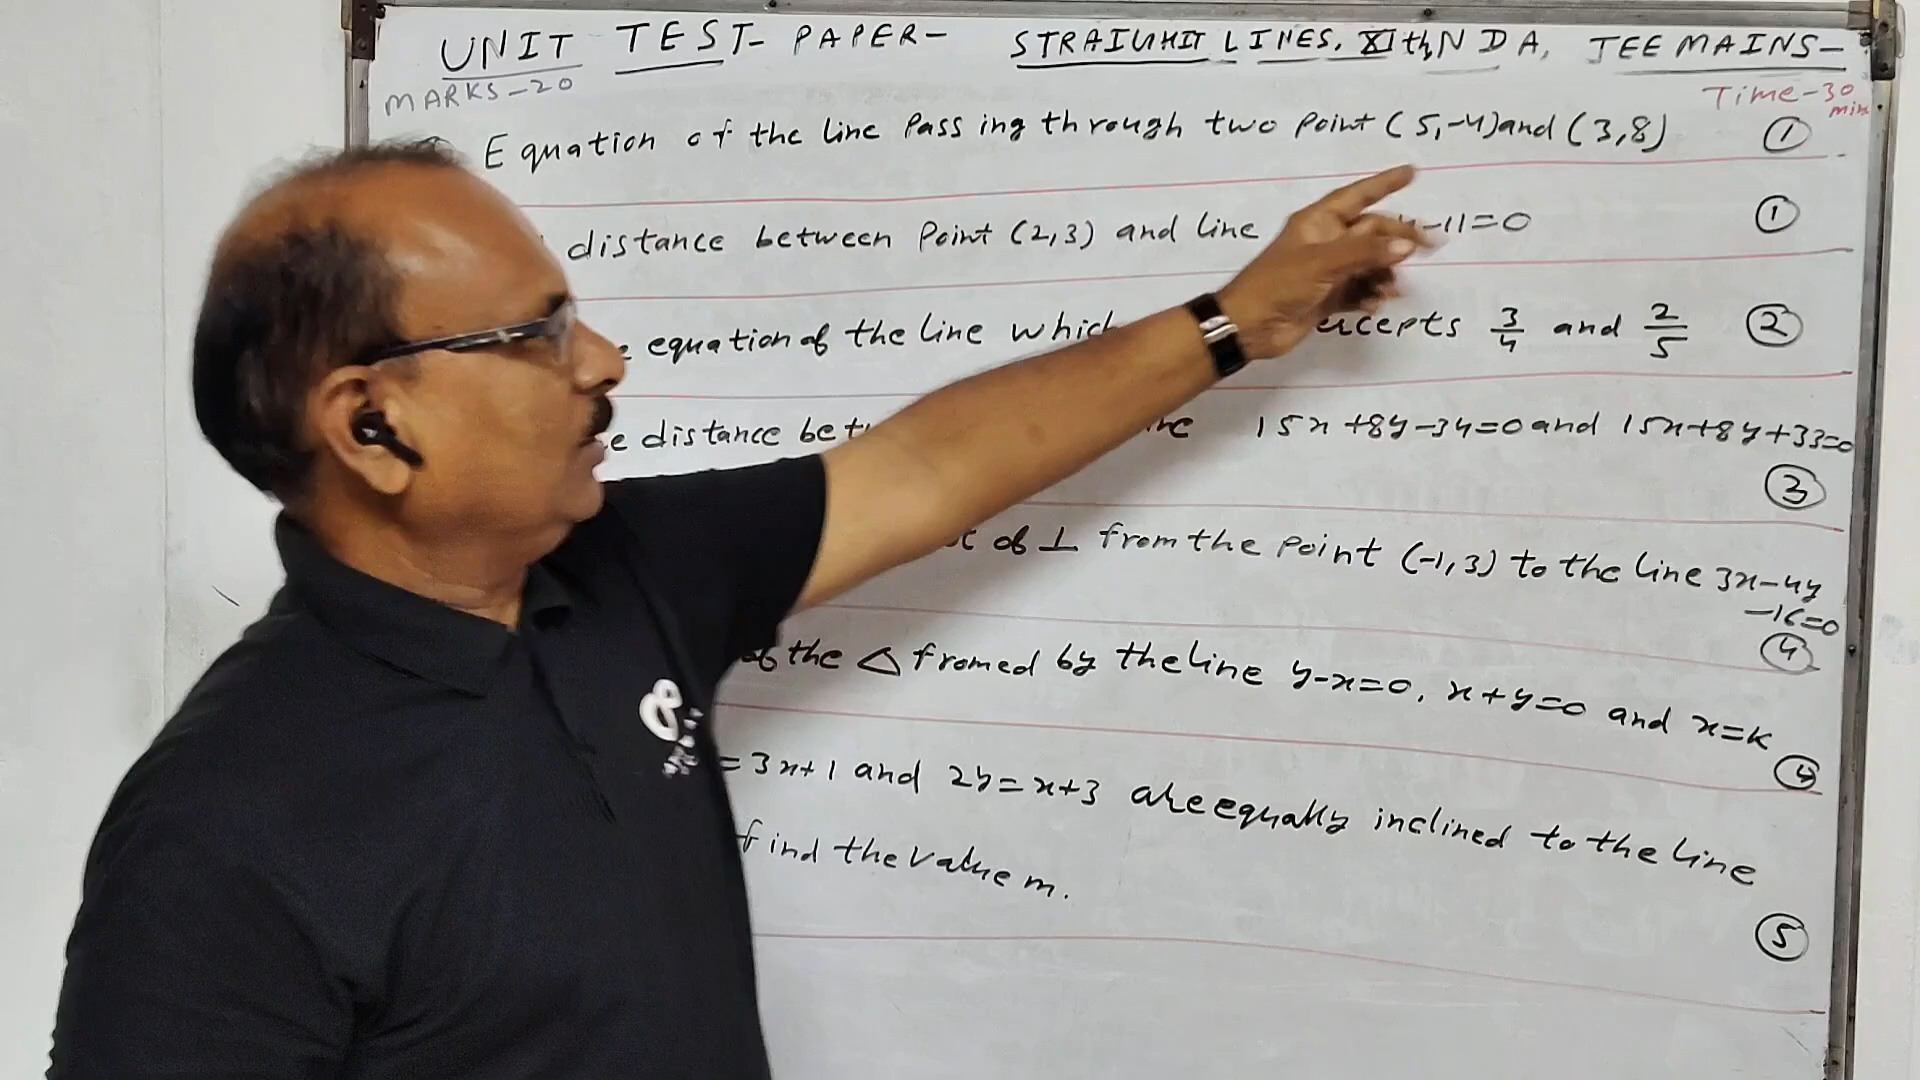 UNIT TEST- PAPER- STRAIGHT LINES, XIth, NDA, JEE MAINS-
MARKS-20 Time-30 min
Equation of the line Passing through two Point (5,-4) and (3,8) ①
distance between Point (2,3) and line -11=0 ①
equation of the line which 3/4 and 2/5 ②
distance 15x+8y-34=0 and 15x+8y+33=0
③
of ⊥ from the Point (-1,3) to the line 3x-4y
-16=0
④
of the △ fromed by the line y-x=0, x+y=0 and x=k
④
=3x+1 and 2y=x+3 are equally inclined to the line
find the value m.
⑤